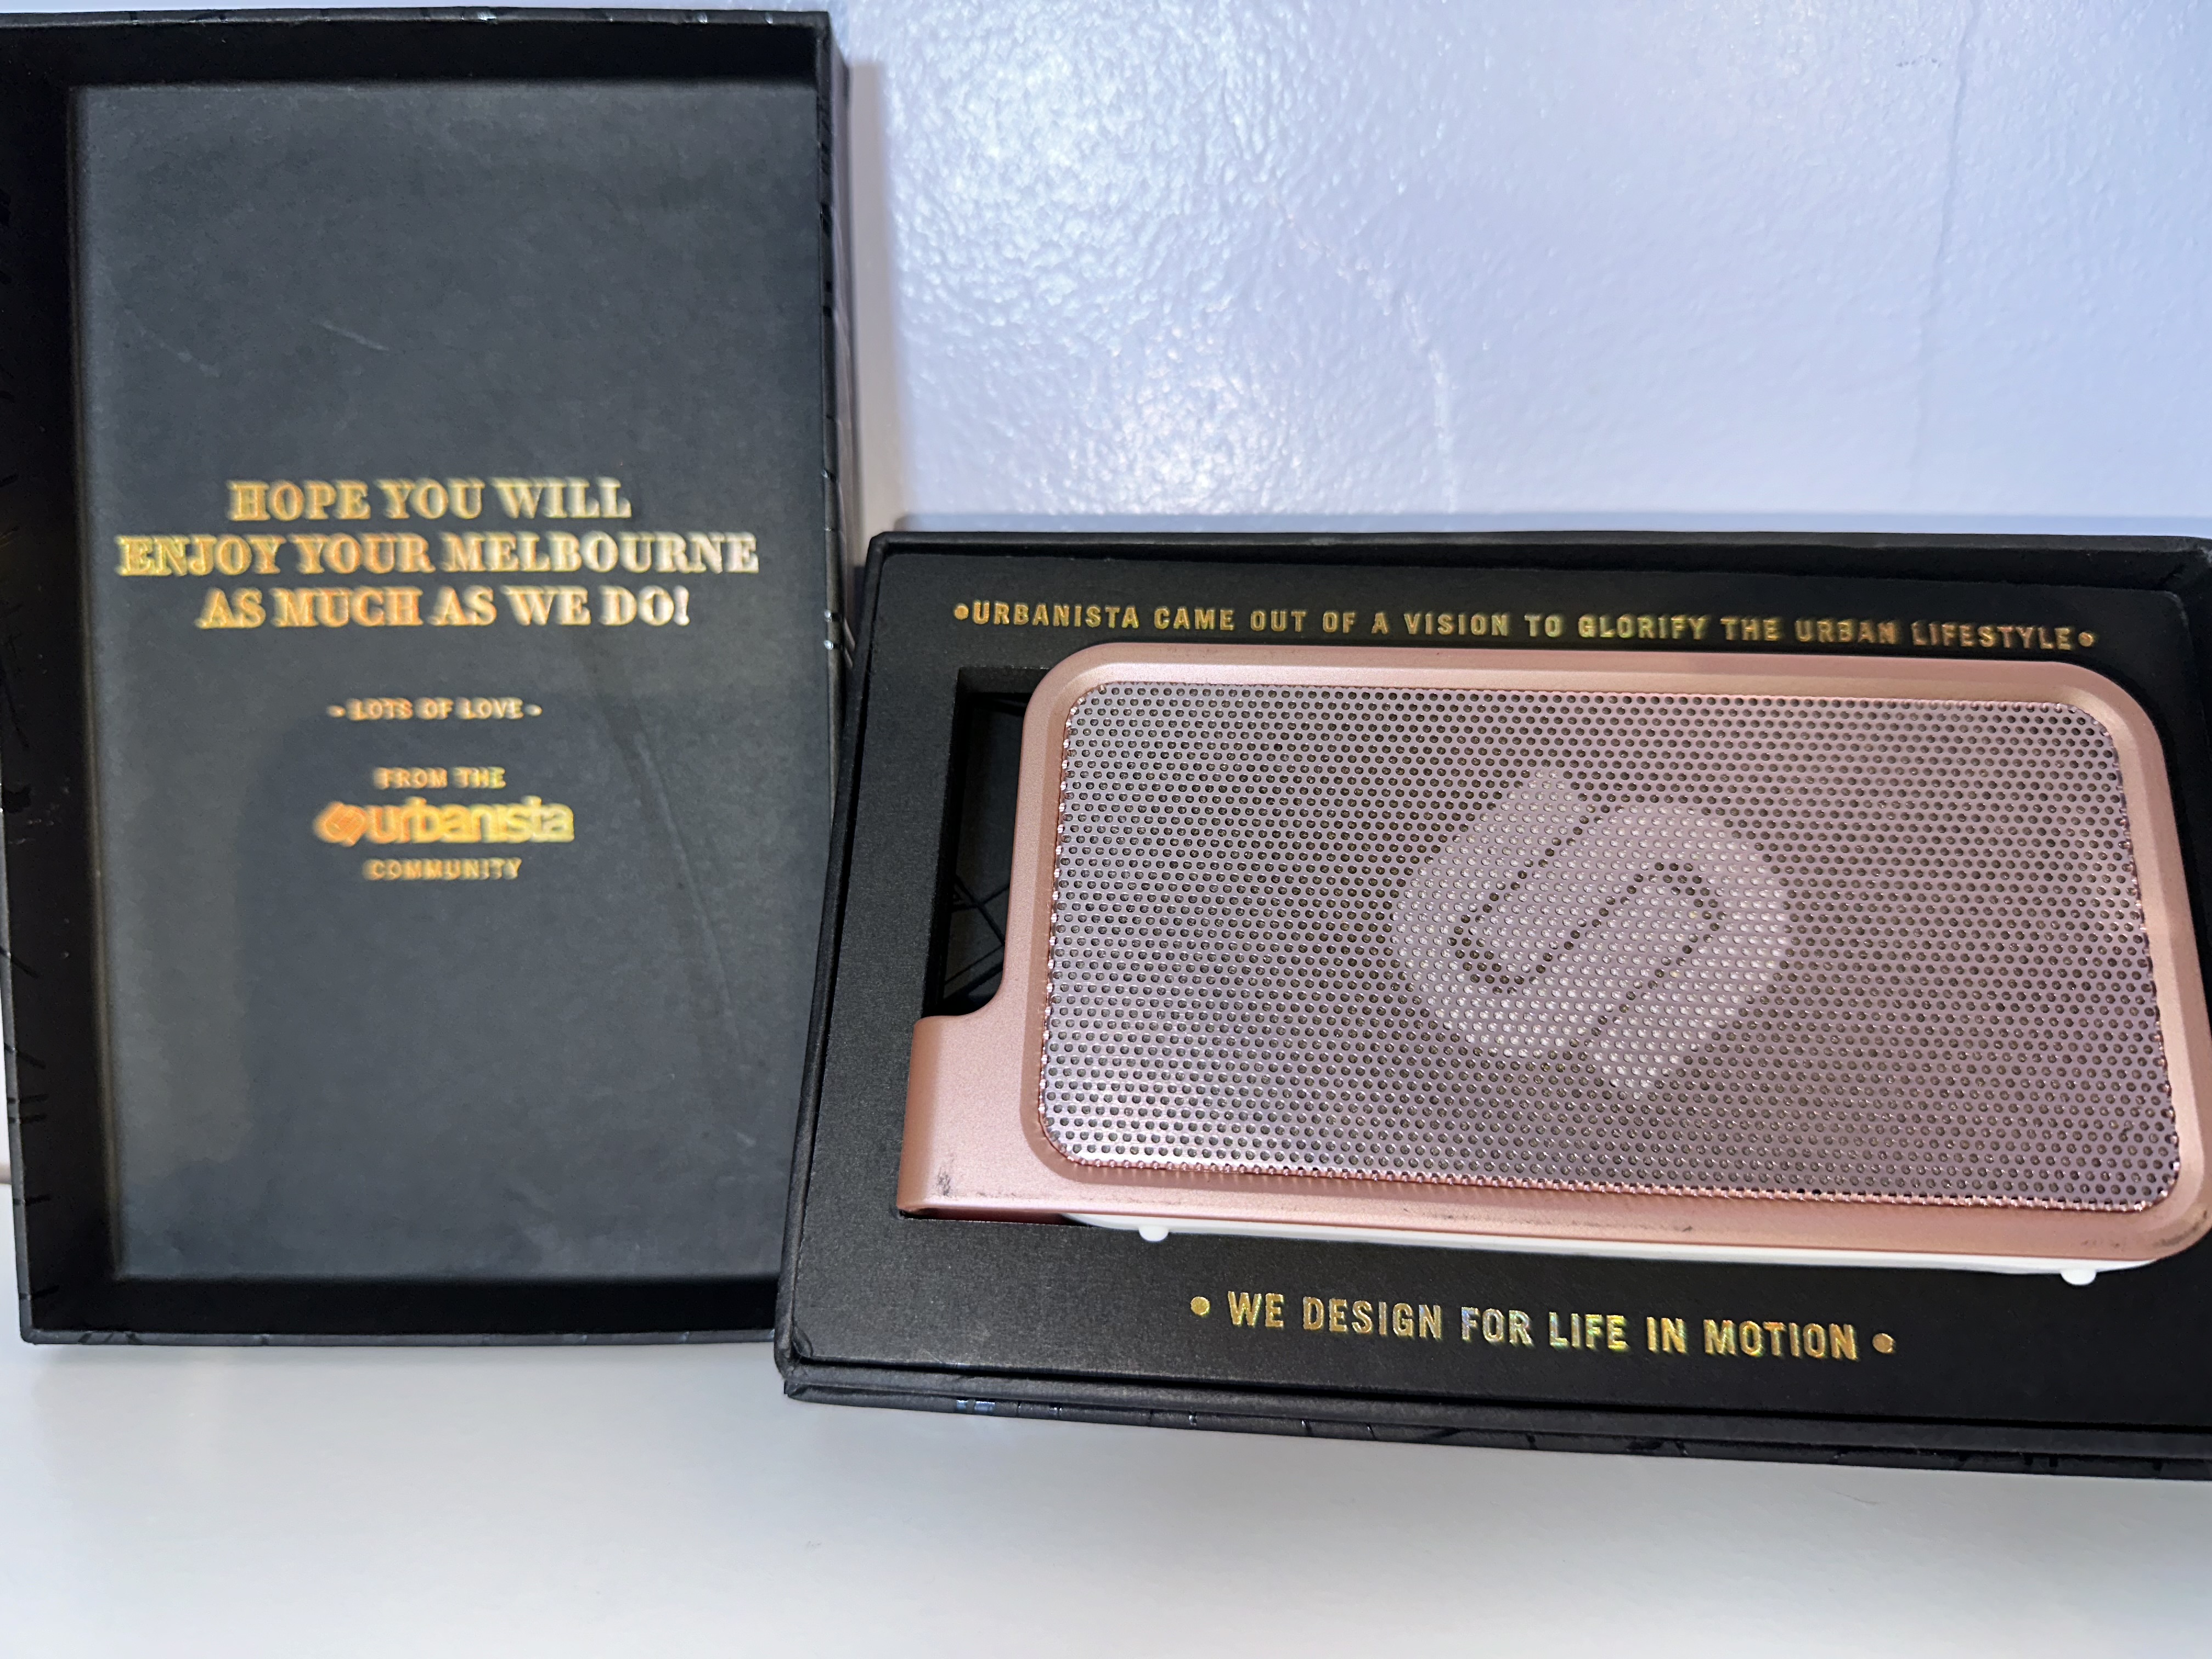 HOPE YOU WILL
ENJOY YOUR MELBOURNE
AS MUCH AS WE DO!
- LOTS OF LOVE -
FROM THE
urbanista
COMMUNITY
•URBANISTA CAME OUT OF A VISION TO GLORIFY THE URBAN LIFESTYLE•
• WE DESIGN FOR LIFE IN MOTION •